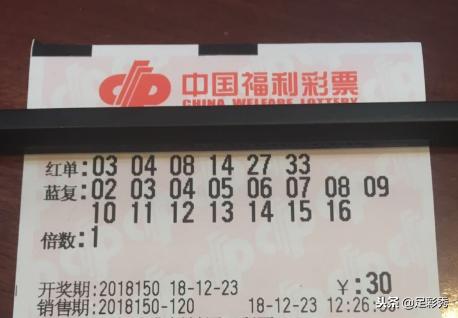 中国福利彩票
CHINA WELFARE LOTTERY
红单:03 04 08 14 27 33
蓝复:02 03 04 05 06 07 08 09
10 11 12 13 14 15 16
倍数:1
开奖期:2018150 18-12-23 ¥:30
销售期:2018150-120 18-12-23 12:26:
头条@足彩秀